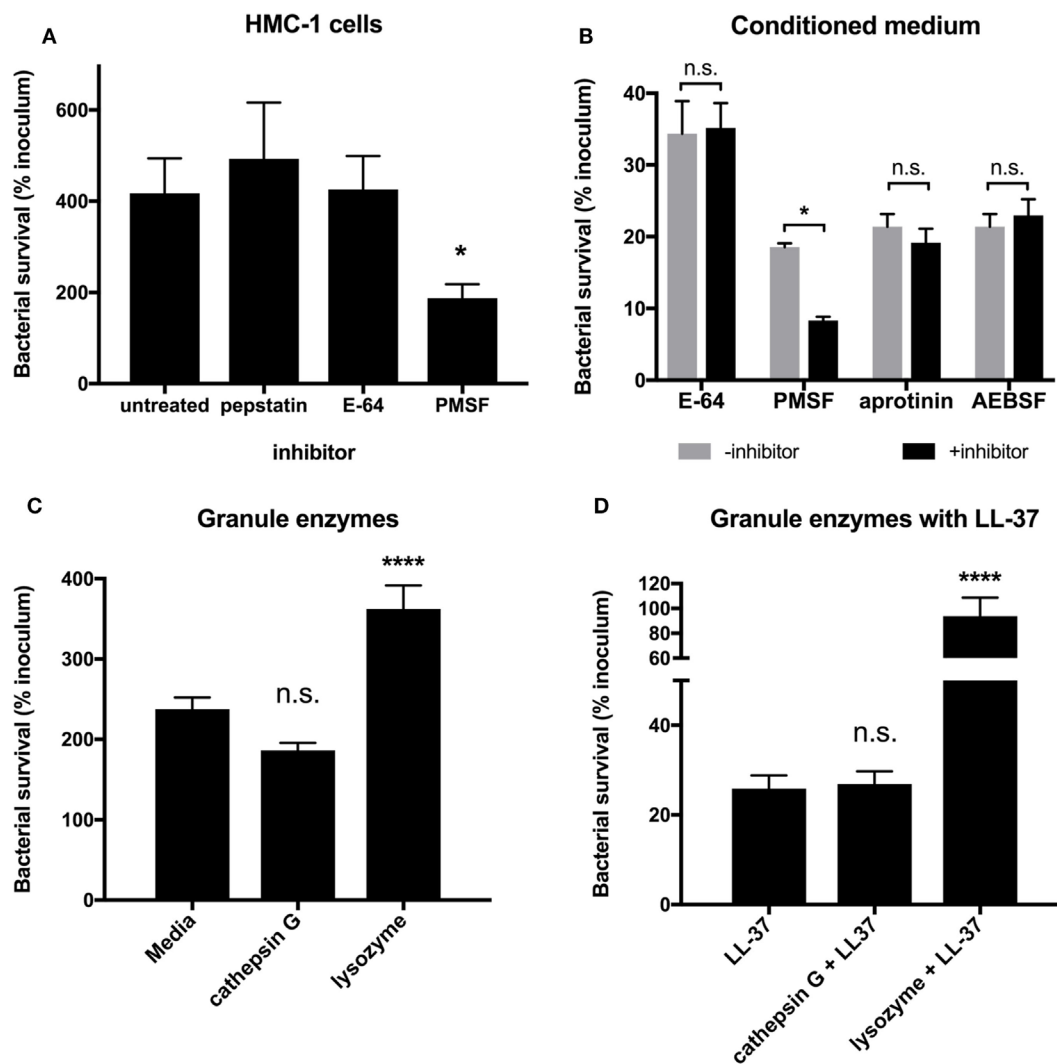 A
HMC-1 cells
Bacterial survival (% inoculum)
600
400
200
0
*
untreated pepstatin E-64 PMSF
inhibitor
B
Conditioned medium
Bacterial survival (% inoculum)
40
30
20
10
0
n.s.
*
n.s.
n.s.
E-64 PMSF aprotinin AEBSF
-inhibitor +inhibitor
C
Granule enzymes
Bacterial survival (% inoculum)
400
300
200
100
0
n.s.
****
Media
cathepsin G
lysozyme
D
Granule enzymes with LL-37
Bacterial survival (% inoculum)
120
100
80
60
40
20
0
n.s.
****
LL-37
cathepsin G + LL37
lysozyme + LL-37